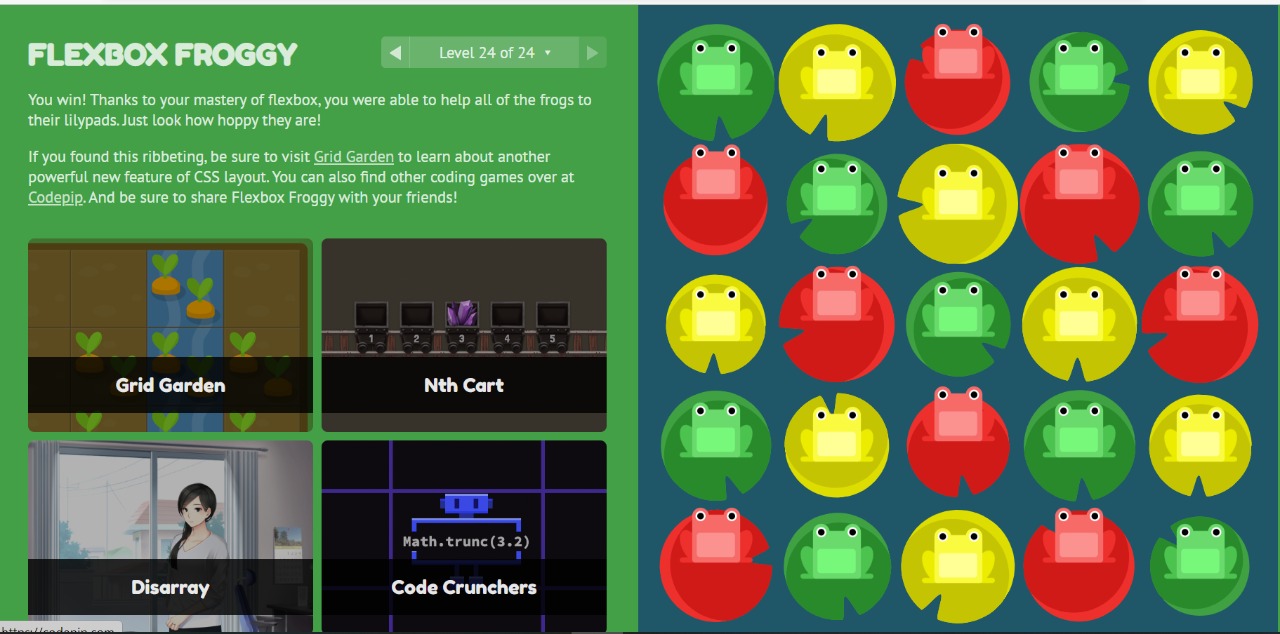 FLEXBOX FROGGY
Level 24 of 24
You win! Thanks to your mastery of flexbox, you were able to help all of the frogs to
their lilypads. Just look how hoppy they are!
If you found this ribbeting, be sure to visit Grid Garden to learn about another
powerful new feature of CSS layout. You can also find other coding games over at
Codepip. And be sure to share Flexbox Froggy with your friends!
1 2 3 4 5
Grid Garden
Nth Cart
Math.trunc(3.2)
Disarray
Code Crunchers
https://codepip.com